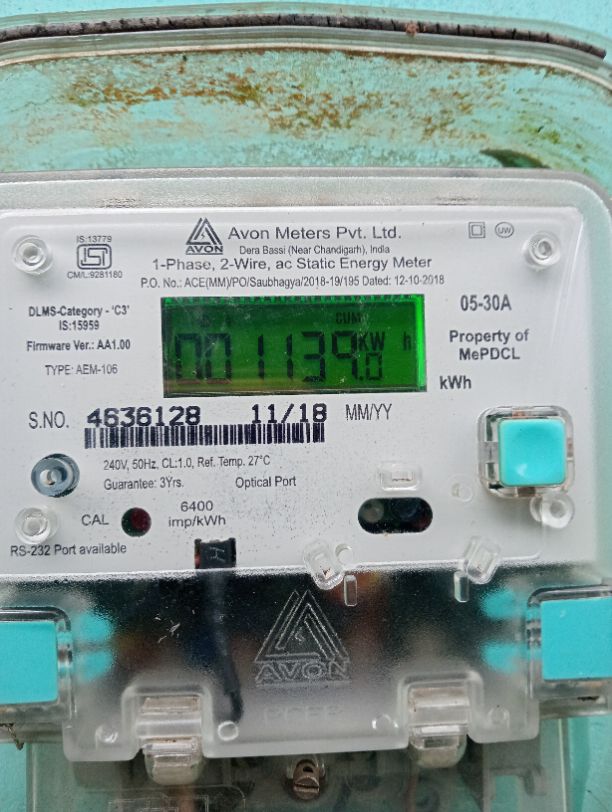 IS:13779
ISI
CM/L:9281180
AVON
Avon Meters Pvt. Ltd.
Dera Bassi (Near Chandigarh), India
UW
1-Phase, 2-Wire, ac Static Energy Meter
P.O. No.: ACE(MM)/PO/Saubhagya/2018-19/195 Dated: 12-10-2018
DLMS-Category - 'C3'
IS:15959
Firmware Ver.: AA1.00
TYPE: AEM-106
CUM
001139.0 KW h
05-30A
Property of
MePDCL
kWh
S.NO. 4636128 11/18 MM/YY
240V, 50Hz, CL:1.0, Ref. Temp. 27°C
Guarantee: 3Yrs. Optical Port
CAL
6400
imp/kWh
RS-232 Port available
AVON